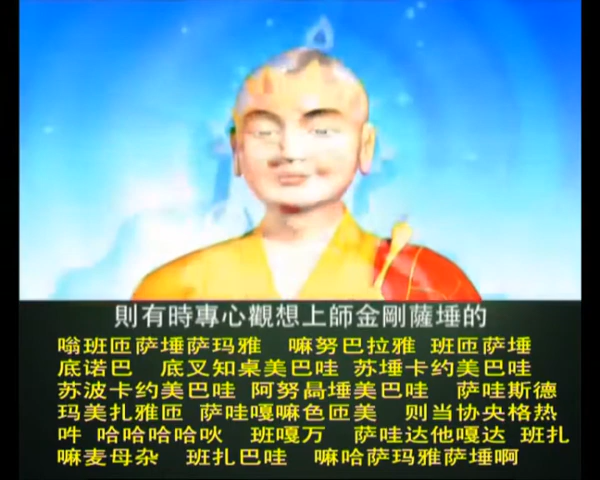 則有時專心觀想上師金剛薩埵的
嗡班匝萨埵萨玛雅　嘛努巴拉雅 班匝萨埵
底诺巴　底叉知桌美巴哇 苏埵卡约美巴哇
苏波卡约美巴哇 阿努咼埵美巴哇　萨哇斯德
玛美扎雅匝 萨哇嘎嘛色匝美　则当协央格热
吽 哈哈哈哈吙　班嘎万　萨哇达他嘎达 班扎
嘛麦母杂　班扎巴哇　嘛哈萨玛雅萨埵啊